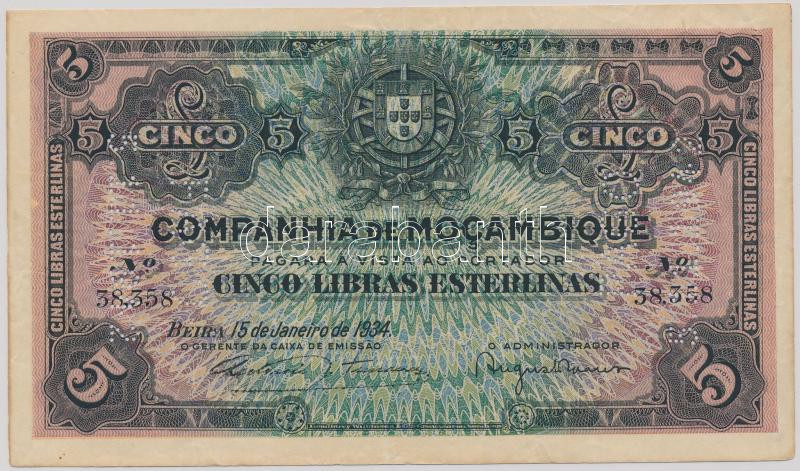 5 5
CINCO CINCO
5 5 5 5
CINCO LIBRAS ESTERLINAS
CINCO LIBRAS ESTERLINAS
COMPANHIA DE MOÇAMBIQUE
darabanth
PAGARÁ Á VISTA AO PORTADOR
CINCO LIBRAS ESTERLINAS
Nº Nº
38,358 38,358
BEIRA 15 de Janeiro de 1934.
O GERENTE DA CAIXA DE EMISSÃO O ADMINISTRADOR
5 5